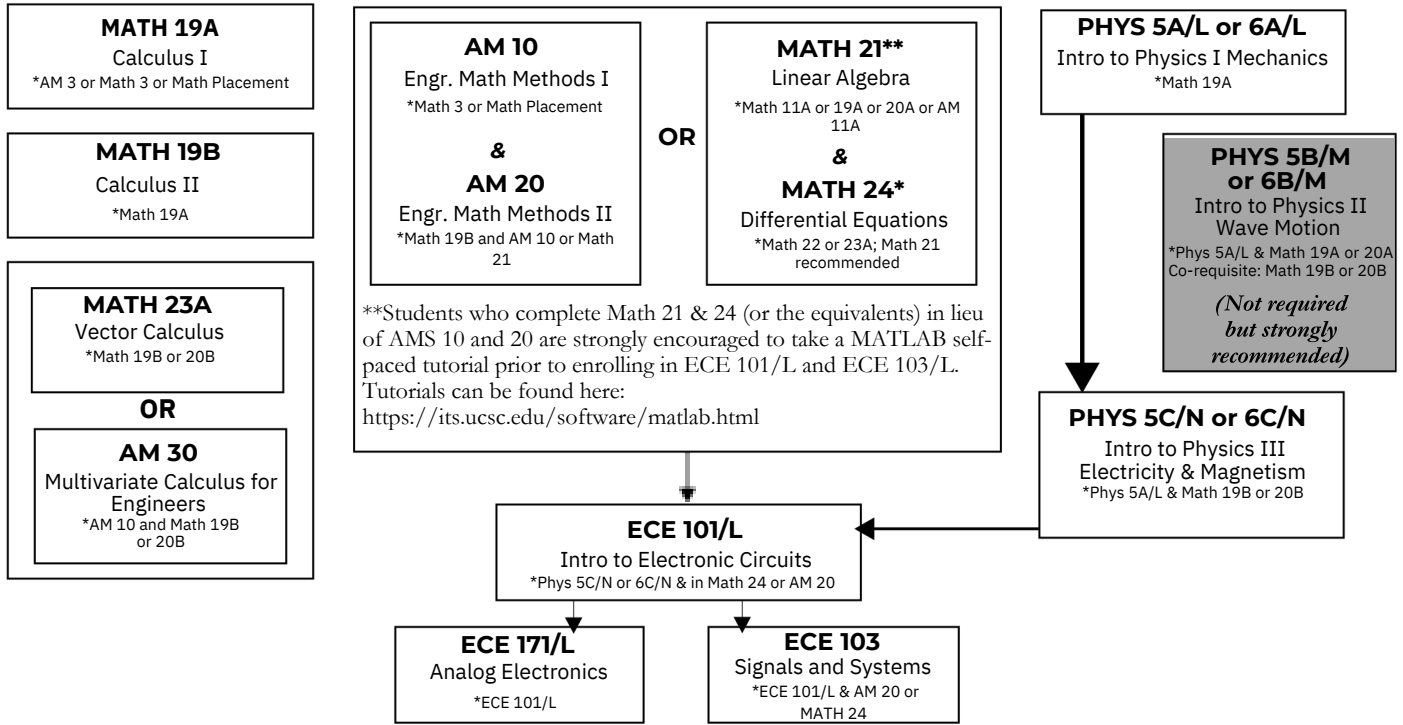 MATH 19A
Calculus I
*AM 3 or Math 3 or Math Placement
MATH 19B
Calculus II
*Math 19A
MATH 23A
Vector Calculus
*Math 19B or 20B
OR
AM 30
Multivariate Calculus for
Engineers
*AM 10 and Math 19B
or 20B
AM 10
Engr. Math Methods I
*Math 3 or Math Placement
&
AM 20
Engr. Math Methods II
*Math 19B and AM 10 or Math
21
OR
MATH 21**
Linear Algebra
*Math 11A or 19A or 20A or AM
11A
&
MATH 24*
Differential Equations
*Math 22 or 23A; Math 21
recommended
**Students who complete Math 21 & 24 (or the equivalents) in lieu
of AMS 10 and 20 are strongly encouraged to take a MATLAB self-
paced tutorial prior to enrolling in ECE 101/L and ECE 103/L.
Tutorials can be found here:
https://its.ucsc.edu/software/matlab.html
PHYS 5A/L or 6A/L
Intro to Physics I Mechanics
*Math 19A
PHYS 5B/M
or 6B/M
Intro to Physics II
Wave Motion
*Phys 5A/L & Math 19A or 20A
Co-requisite: Math 19B or 20B
(Not required
but strongly
recommended)
PHYS 5C/N or 6C/N
Intro to Physics III
Electricity & Magnetism
*Phys 5A/L & Math 19B or 20B
ECE 101/L
Intro to Electronic Circuits
*Phys 5C/N or 6C/N & in Math 24 or AM 20
ECE 171/L
Analog Electronics
*ECE 101/L
ECE 103
Signals and Systems
*ECE 101/L & AM 20 or
MATH 24